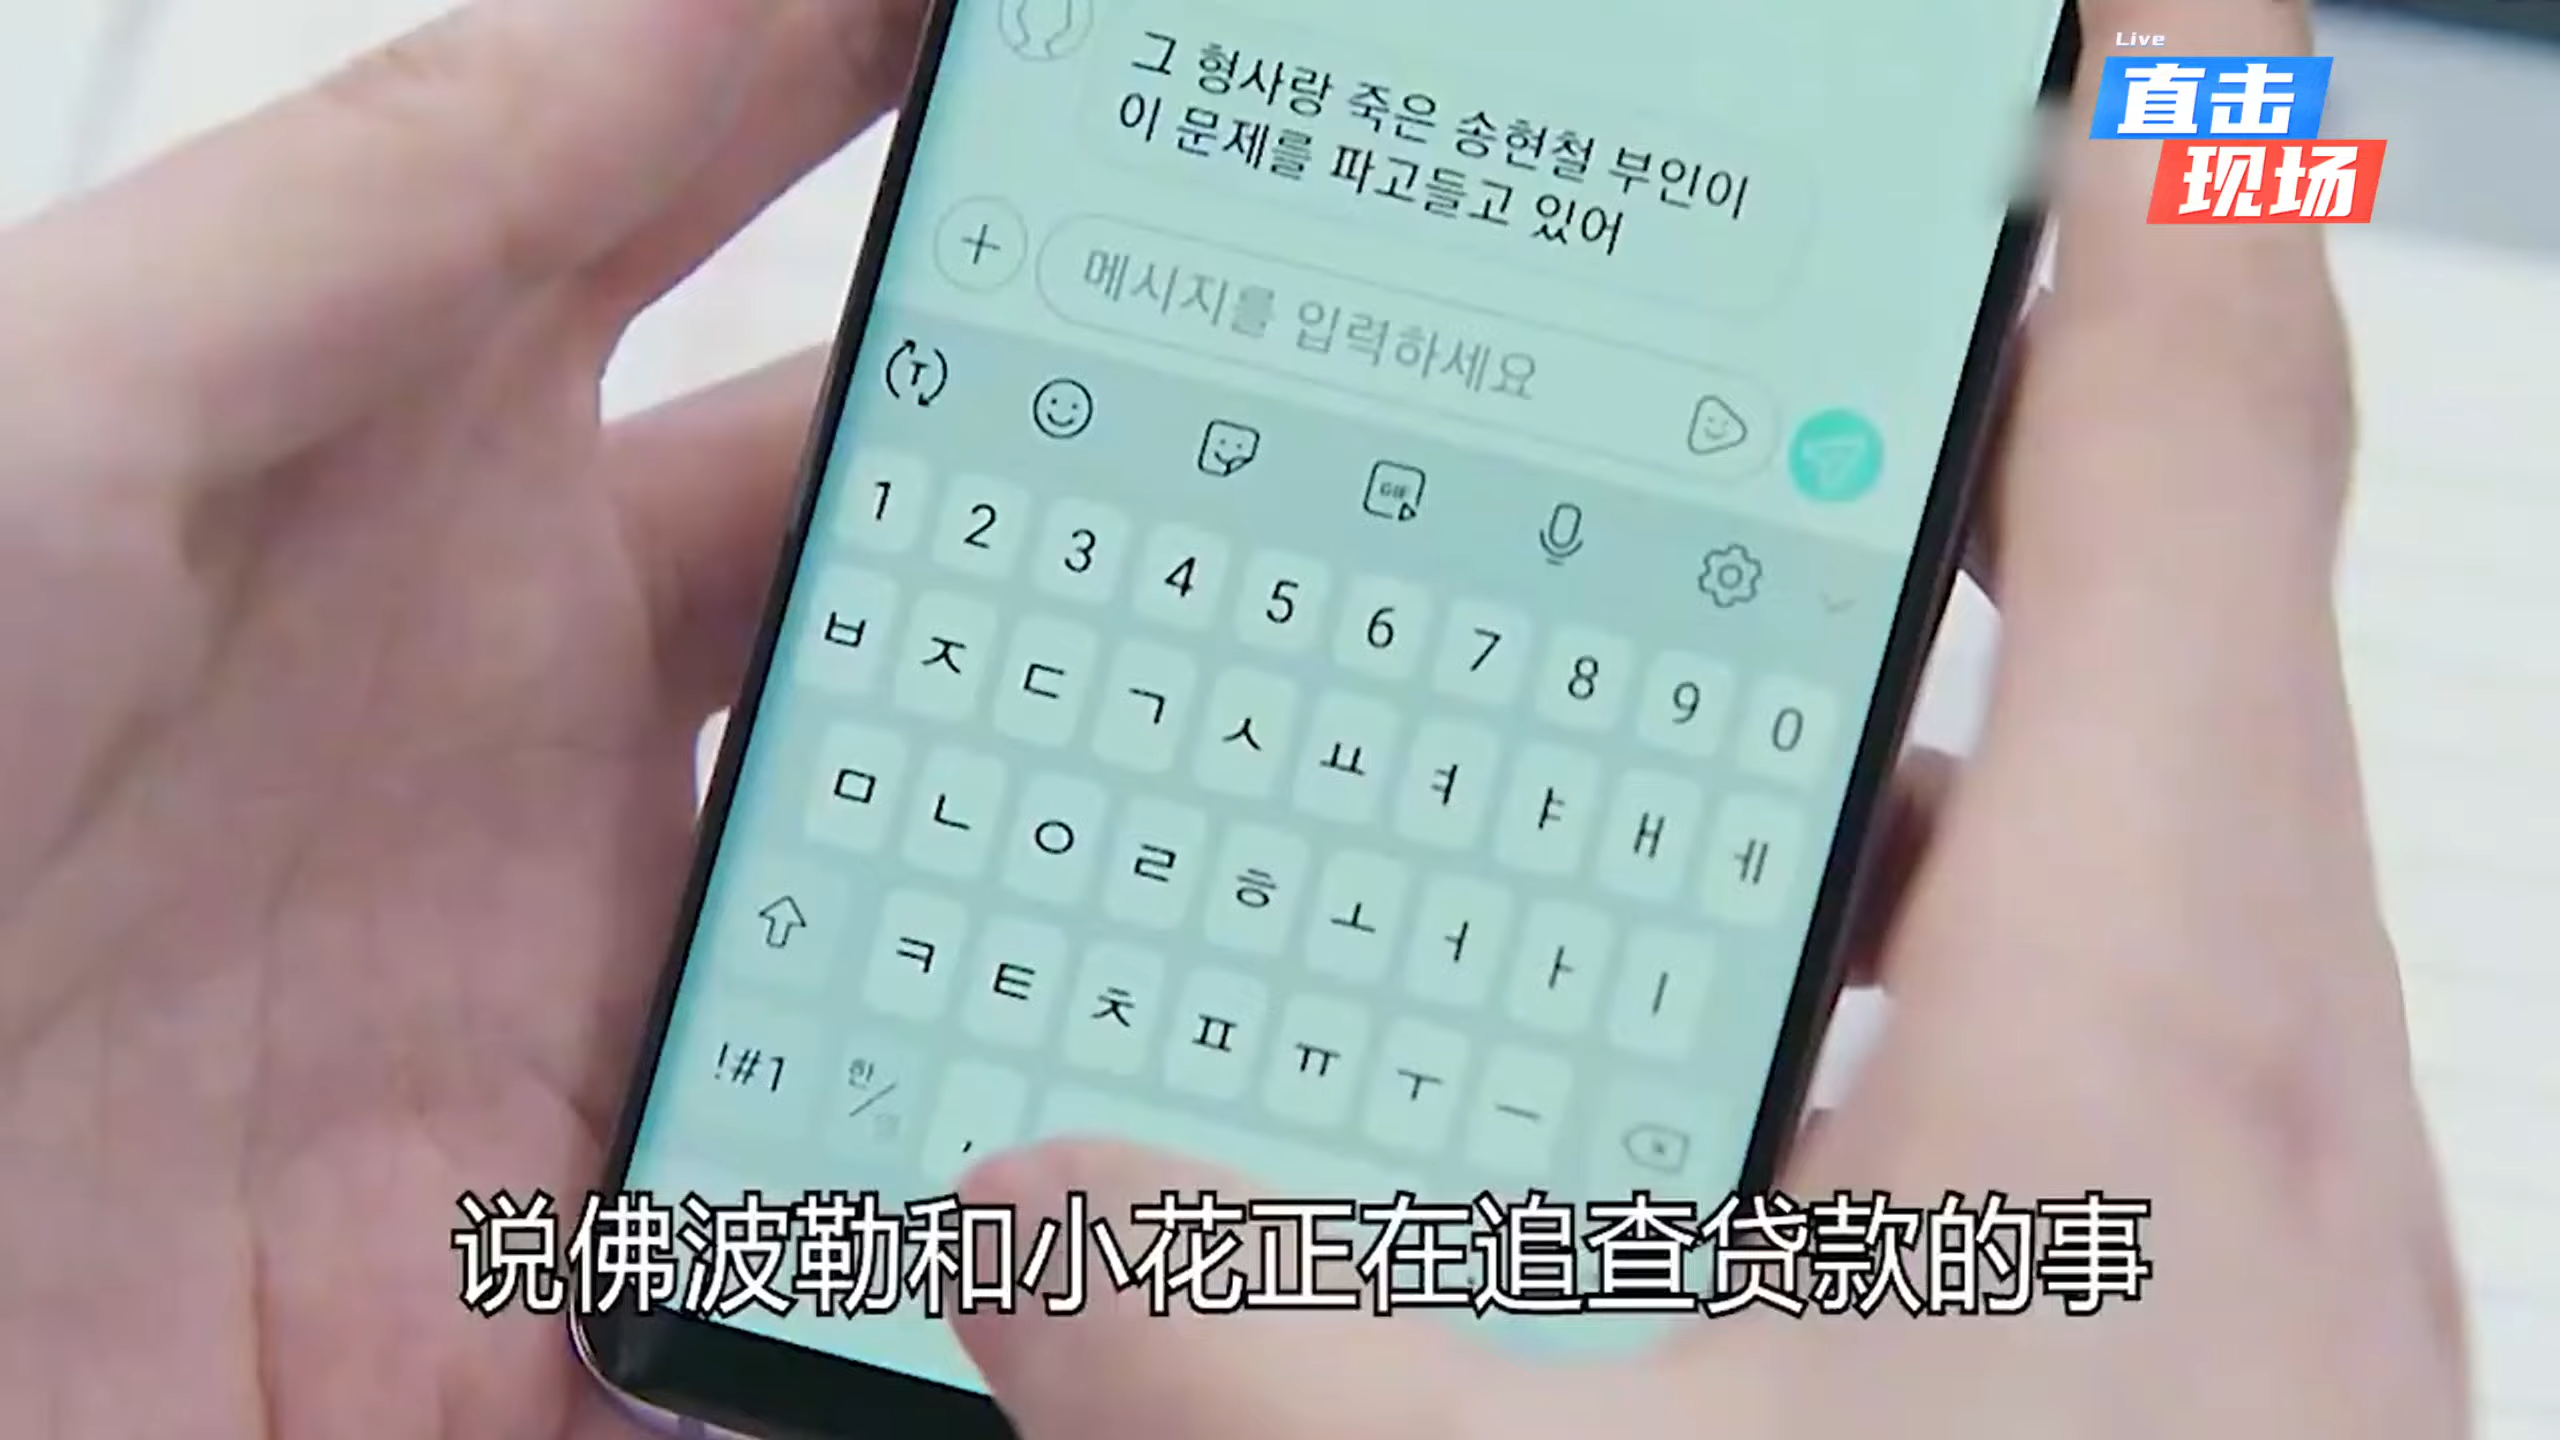 Live
直击
现场
그 형사랑 죽은 송현철 부인이
이 문제를 파고들고 있어
메시지를 입력하세요
T
GIF
1 2 3 4 5 6 7 8 9 0
ㅂ ㅈ ㄷ ㄱ ㅅ ㅛ ㅕ ㅑ ㅐ ㅔ
ㅁ ㄴ ㅇ ㄹ ㅎ ㅗ ㅓ ㅏ ㅣ
ㅋ ㅌ ㅊ ㅍ ㅠ ㅜ ㅡ
!#1 한/ ,
说佛波勒和小花正在追查贷款的事